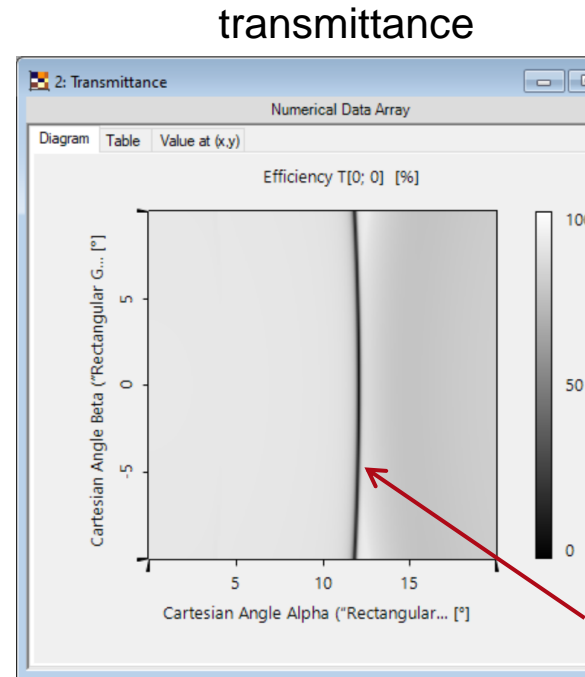 transmittance
2: Transmittance
Numerical Data Array
Diagram Table Value at (x,y)
Efficiency T[0; 0] [%]
100
50
0
5
0
-5
Cartesian Angle Beta ("Rectangular G... [°]
5 10 15
Cartesian Angle Alpha ("Rectangular... [°]